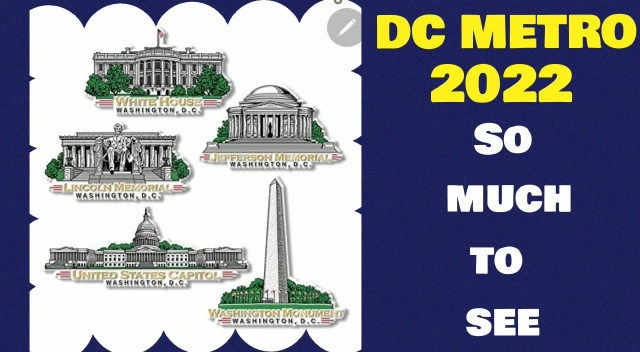 DC METRO
2022
SO
MUCH
TO
SEE
WHITE HOUSE
WASHINGTON, D.C.
JEFFERSON MEMORIAL
WASHINGTON, D.C.
LINCOLN MEMORIAL
WASHINGTON, D.C.
UNITED STATES CAPITOL
WASHINGTON, D.C.
WASHINGTON MONUMENT
WASHINGTON, D.C.